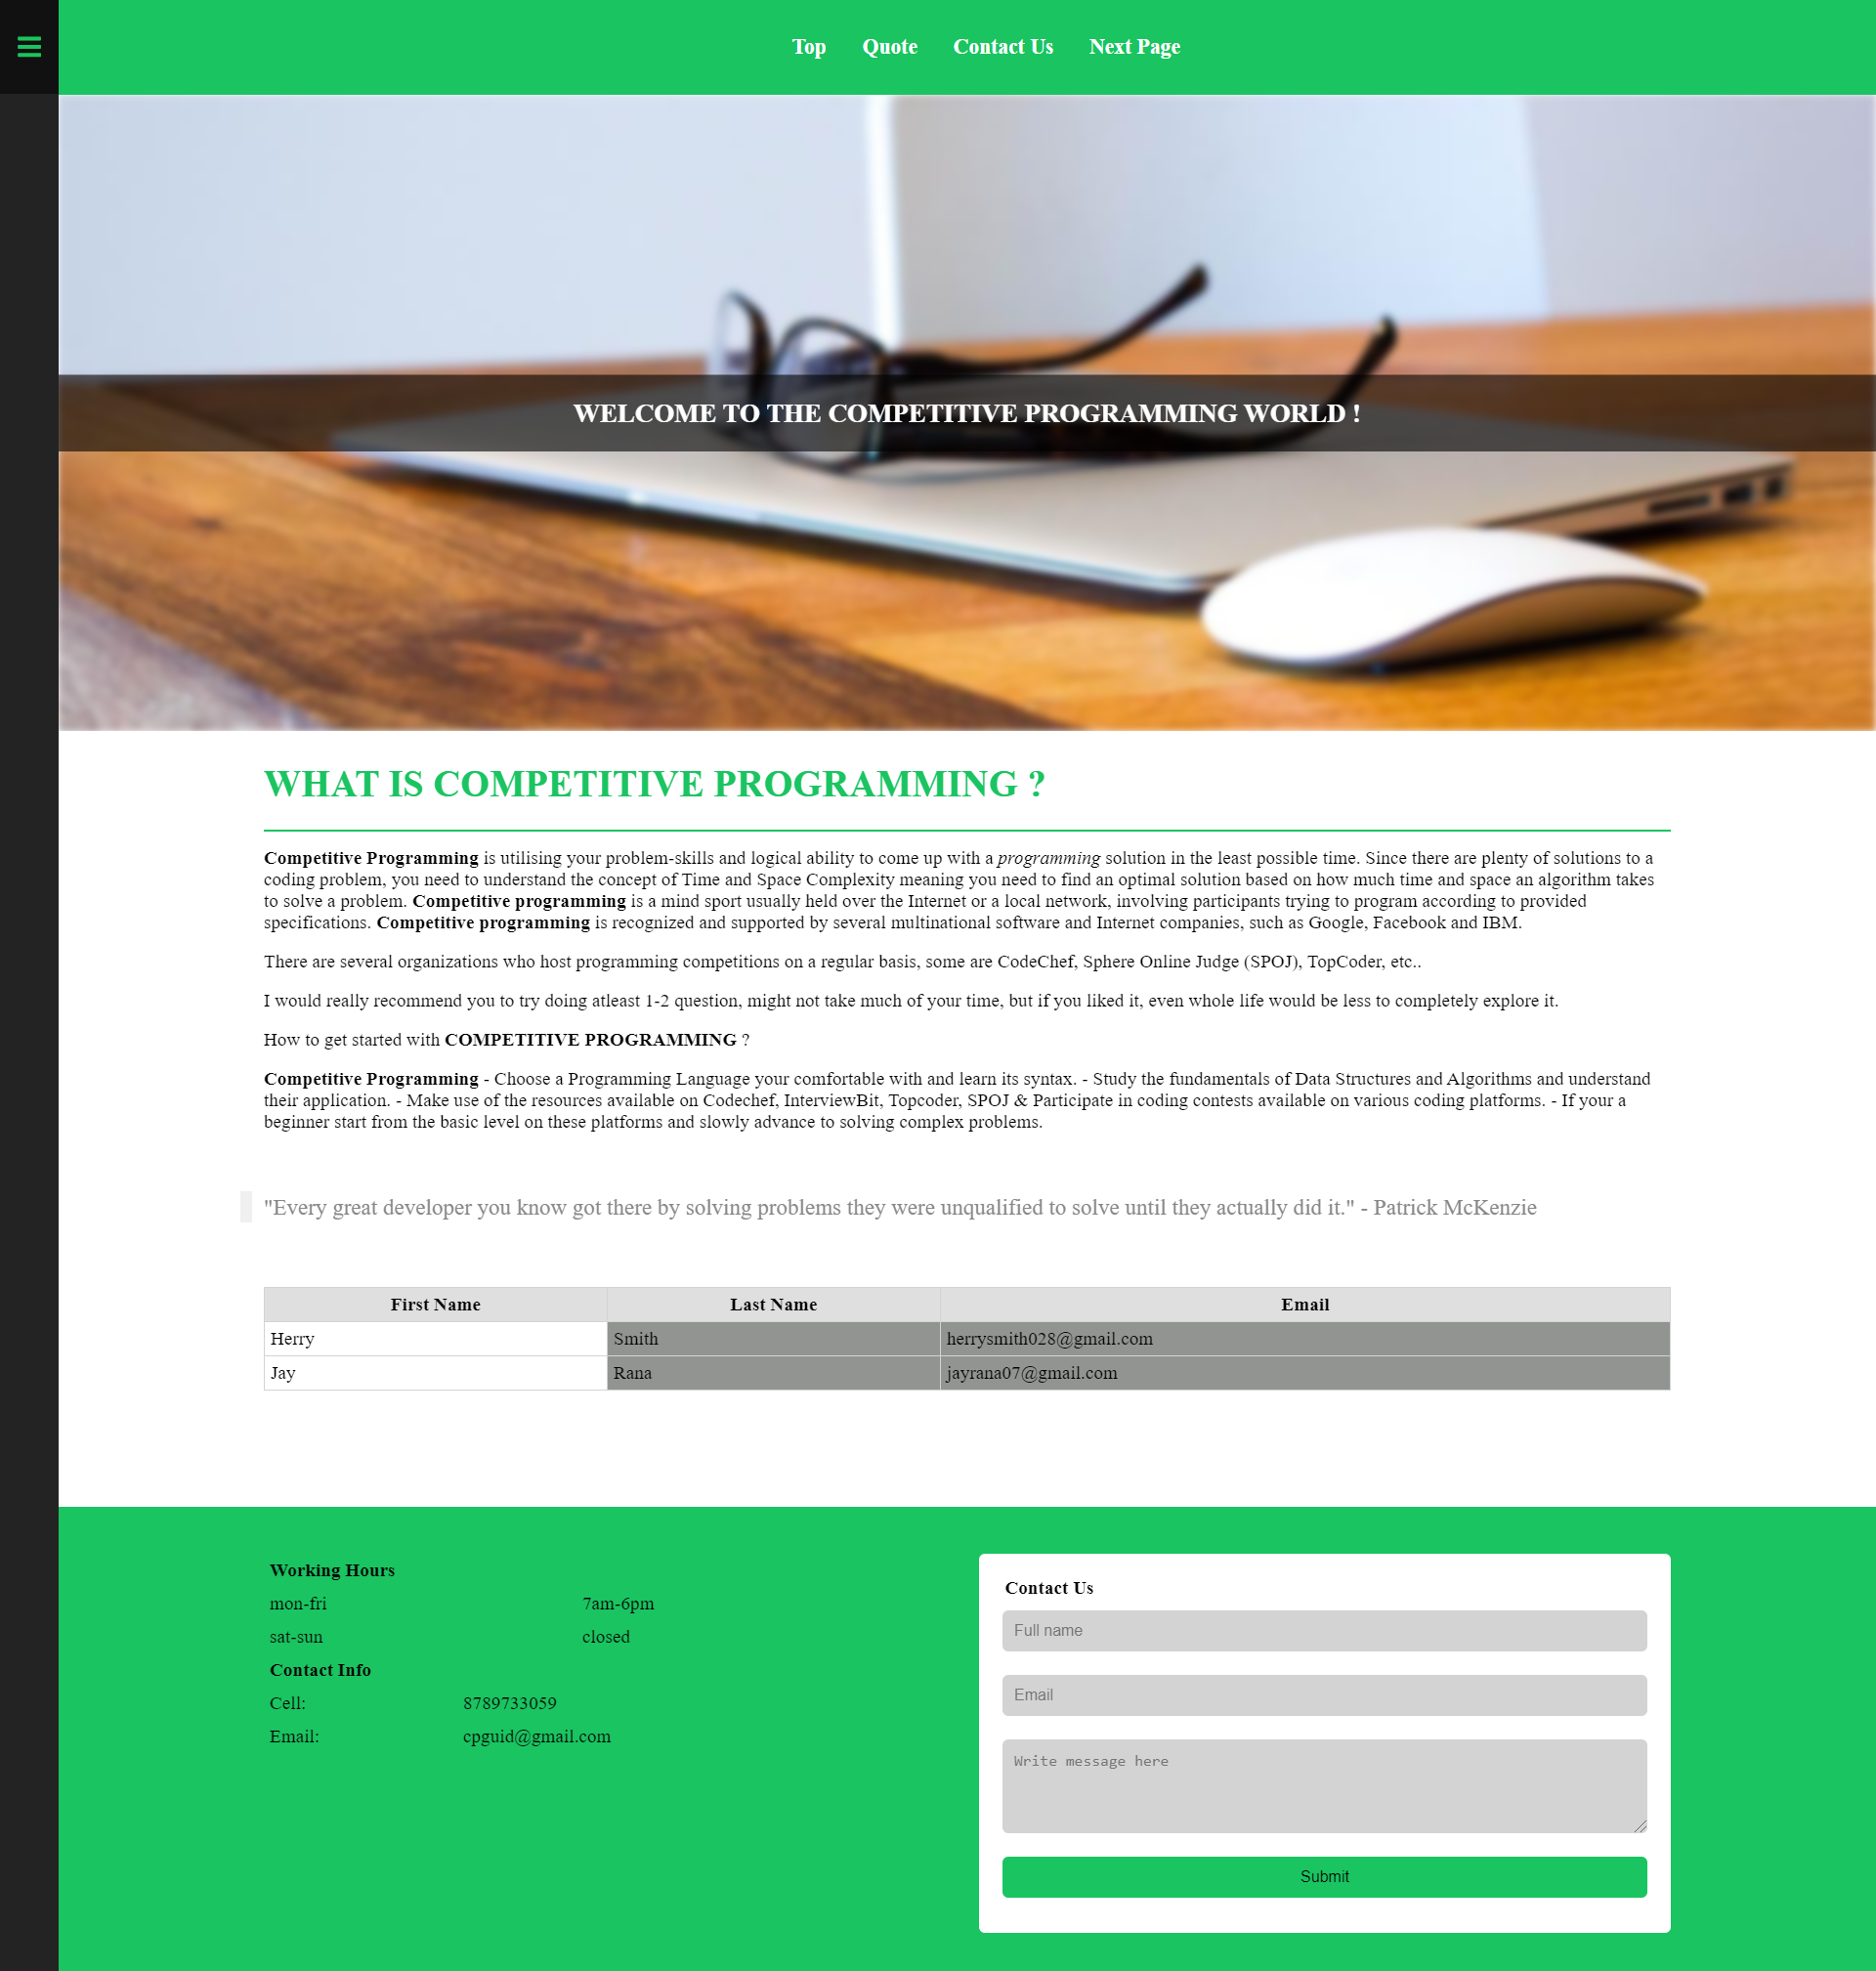 Top Quote Contact Us Next Page
WELCOME TO THE COMPETITIVE PROGRAMMING WORLD !
WHAT IS COMPETITIVE PROGRAMMING ?
Competitive Programming is utilising your problem-skills and logical ability to come up with a programming solution in the least possible time. Since there are plenty of solutions to a
coding problem, you need to understand the concept of Time and Space Complexity meaning you need to find an optimal solution based on how much time and space an algorithm takes
to solve a problem. Competitive programming is a mind sport usually held over the Internet or a local network, involving participants trying to program according to provided
specifications. Competitive programming is recognized and supported by several multinational software and Internet companies, such as Google, Facebook and IBM.
There are several organizations who host programming competitions on a regular basis, some are CodeChef, Sphere Online Judge (SPOJ), TopCoder, etc..
I would really recommend you to try doing atleast 1-2 question, might not take much of your time, but if you liked it, even whole life would be less to completely explore it.
How to get started with COMPETITIVE PROGRAMMING ?
Competitive Programming - Choose a Programming Language your comfortable with and learn its syntax. - Study the fundamentals of Data Structures and Algorithms and understand
their application. - Make use of the resources available on Codechef, InterviewBit, Topcoder, SPOJ & Participate in coding contests available on various coding platforms. - If your a
beginner start from the basic level on these platforms and slowly advance to solving complex problems.
"Every great developer you know got there by solving problems they were unqualified to solve until they actually did it." - Patrick McKenzie
First Name Last Name Email
Herry Smith herrysmith028@gmail.com
Jay Rana jayrana07@gmail.com
Working Hours
mon-fri 7am-6pm
sat-sun closed
Contact Info
Cell: 8789733059
Email: cpguid@gmail.com
Contact Us
Full name
Email
Write message here
Submit